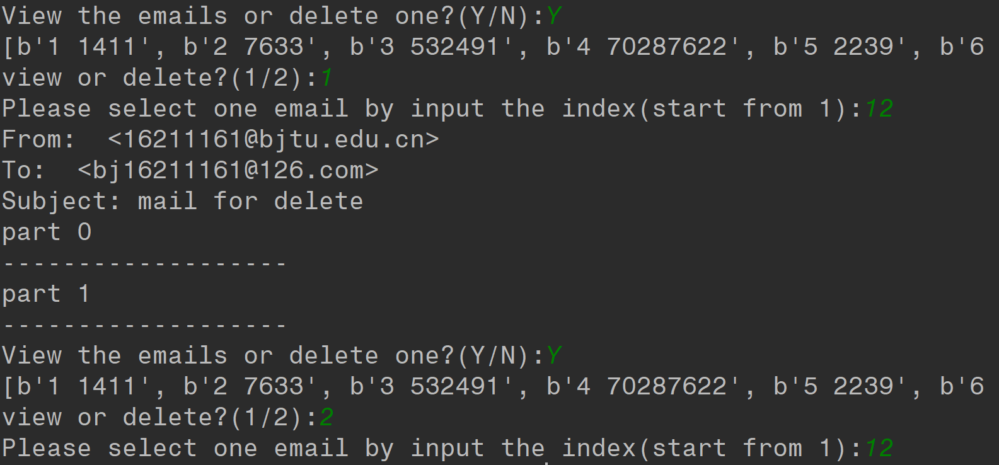 View the emails or delete one?(Y/N):Y
[b'1 1411', b'2 7633', b'3 532491', b'4 70287622', b'5 2239', b'6
view or delete?(1/2):1
Please select one email by input the index(start from 1):12
From:  <16211161@bjtu.edu.cn>
To:  <bj16211161@126.com>
Subject: mail for delete
part 0
-------------------
part 1
-------------------
View the emails or delete one?(Y/N):Y
[b'1 1411', b'2 7633', b'3 532491', b'4 70287622', b'5 2239', b'6
view or delete?(1/2):2
Please select one email by input the index(start from 1):12